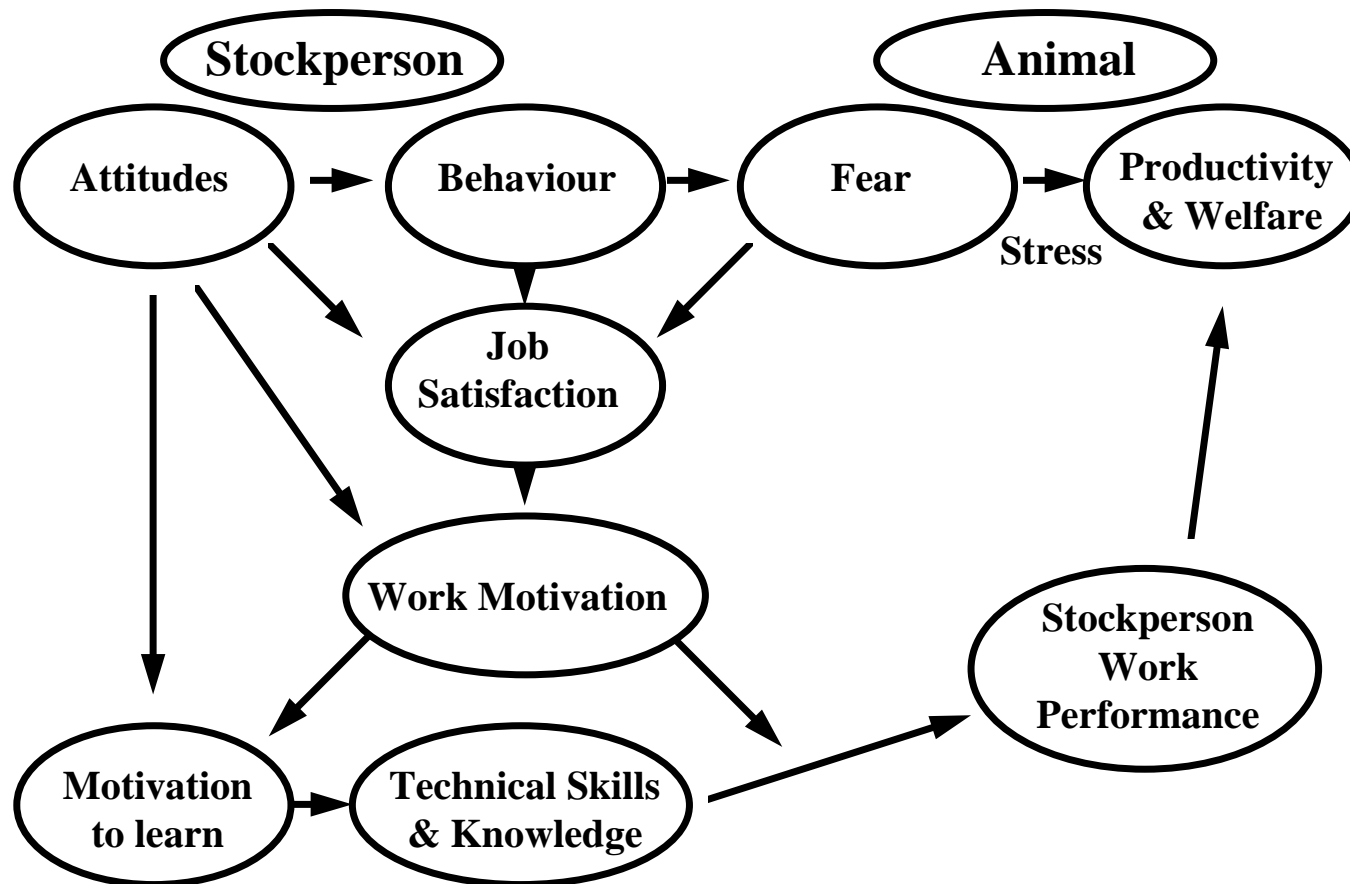 Stockperson
Animal
Attitudes
Behaviour
Fear
Productivity
& Welfare
Stress
Job
Satisfaction
Work Motivation
Stockperson
Work
Performance
Motivation
to learn
Technical Skills
& Knowledge